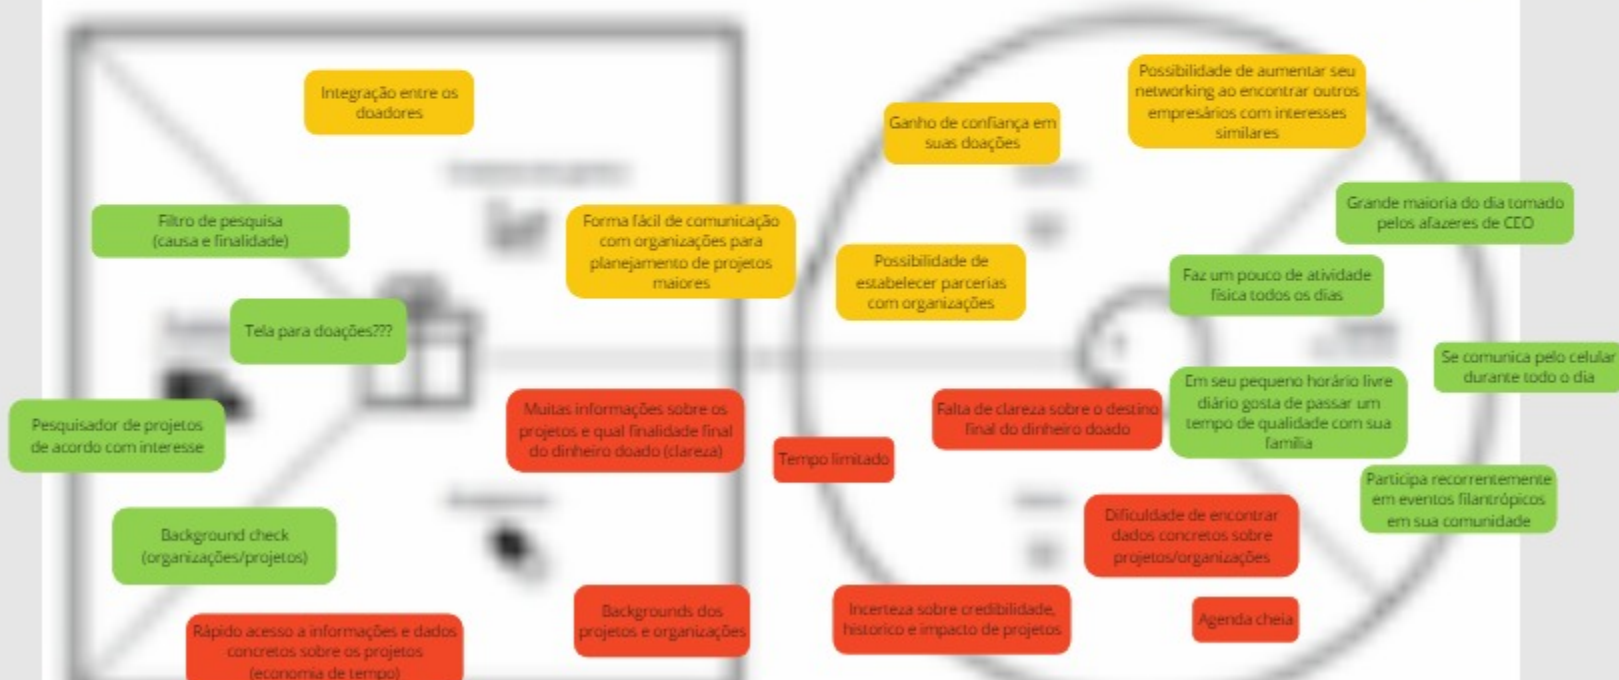 Integração entre os
doadores
Filtro de pesquisa
(causa e finalidade)
Forma fácil de comunicação
com organizações para
planejamento de projetos
maiores
Tela para doações???
Pesquisador de projetos
de acordo com interesse
Muitas informações sobre os
projetos e qual finalidade final
do dinheiro doado (clareza)
Background check
(organizações/projetos)
Backgrounds dos
projetos e organizações
Rápido acesso a informações e dados
concretos sobre os projetos
(economia de tempo)
Possibilidade de aumentar seu
networking ao encontrar outros
empresários com interesses
similares
Ganho de confiança em
suas doações
Grande maioria do dia tomado
pelos afazeres de CEO
Possibilidade de
estabelecer parcerias
com organizações
Faz um pouco de atividade
física todos os dias
Se comunica pelo celular
durante todo o dia
Em seu pequeno horário livre
diário gosta de passar um
tempo de qualidade com sua
família
Falta de clareza sobre o destino
final do dinheiro doado
Tempo limitado
Participa recorrentemente
em eventos filantrópicos
em sua comunidade
Dificuldade de encontrar
dados concretos sobre
projetos/organizações
Incerteza sobre credibilidade,
historico e impacto de projetos
Agenda cheia